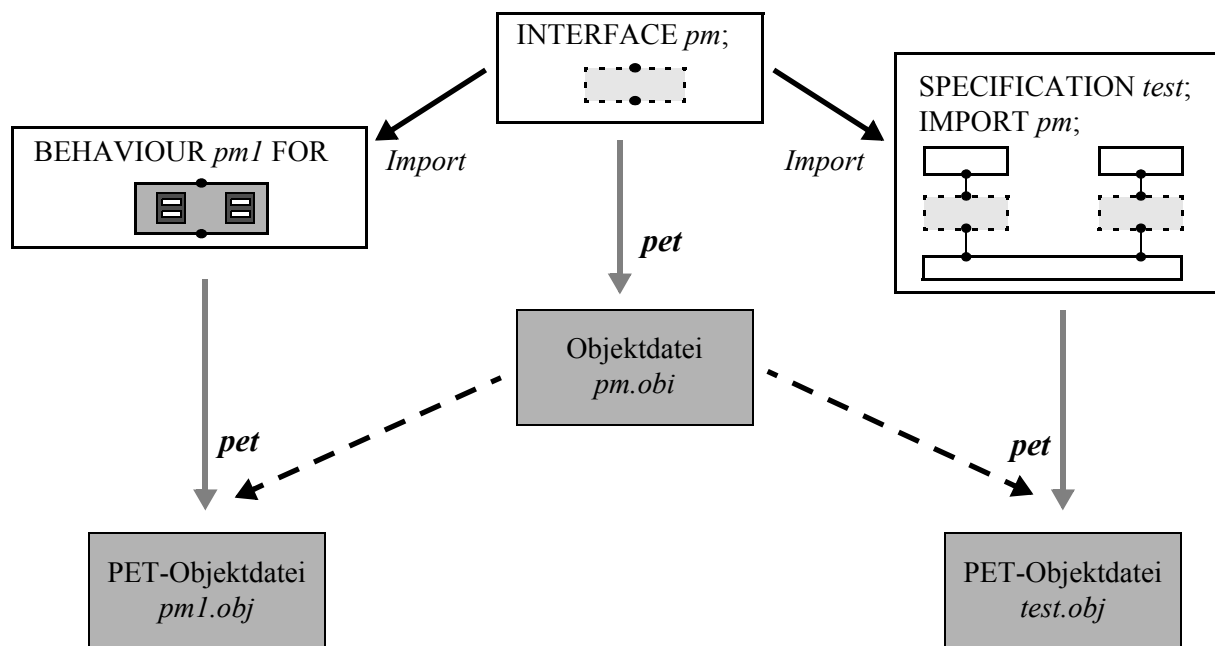 INTERFACE pm;
SPECIFICATION test;
IMPORT pm;
BEHAVIOUR pm1 FOR
Import
Import
pet
Objektdatei
pm.obi
pet
pet
PET-Objektdatei
pm1.obj
PET-Objektdatei
test.obj